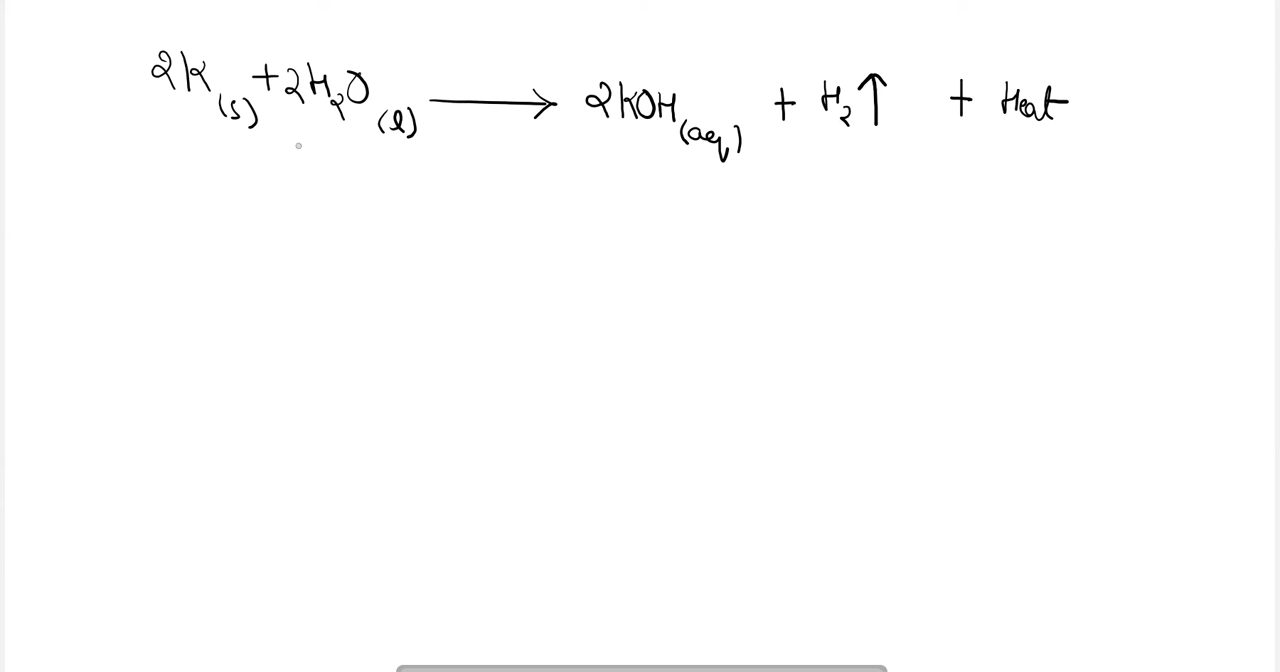 2K(s) + 2H₂O(l) ⟶ 2KOH(aq) + H₂↑ + Heat